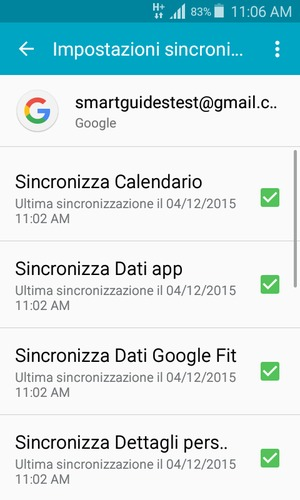 H+ 83% 11:06 AM
Impostazioni sincroni...
smartguidestest@gmail.c..
Google
Sincronizza Calendario
Ultima sincronizzazione il 04/12/2015
11:02 AM
Sincronizza Dati app
Ultima sincronizzazione il 04/12/2015
11:02 AM
Sincronizza Dati Google Fit
Ultima sincronizzazione il 04/12/2015
11:02 AM
Sincronizza Dettagli pers..
Ultima sincronizzazione il 04/12/2015
11:02 AM